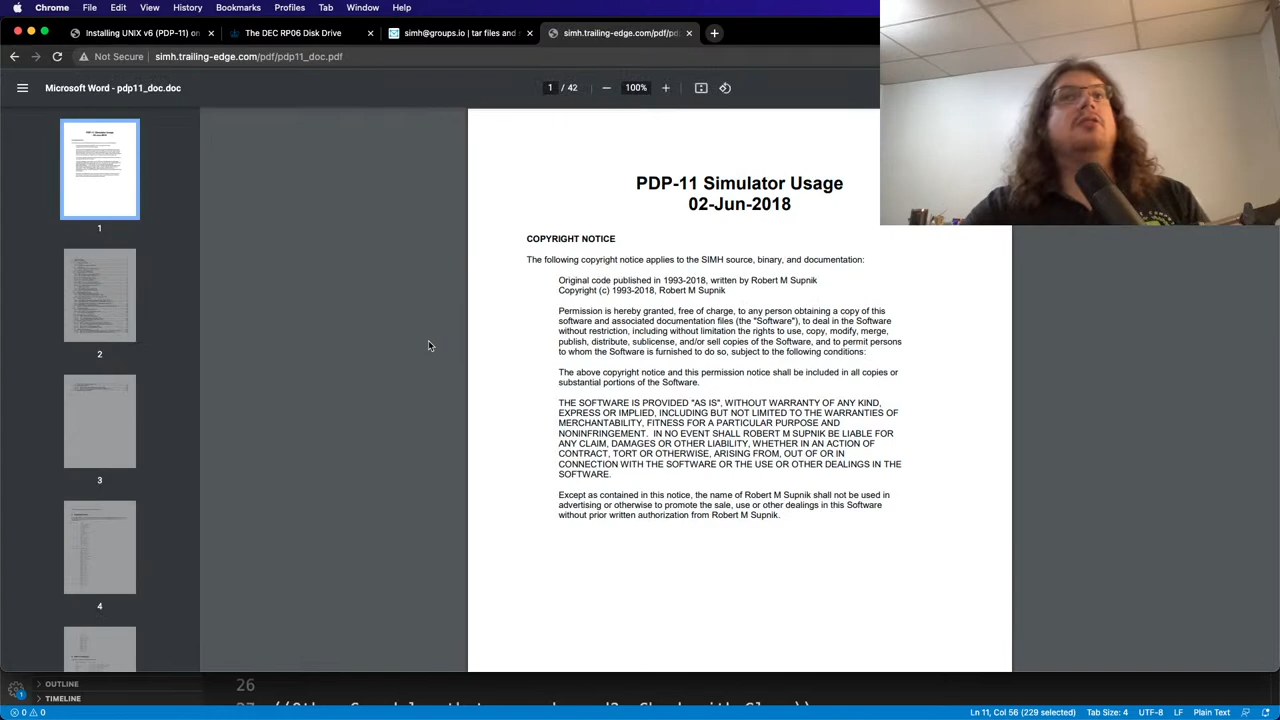 Chrome File Edit View History Bookmarks Profiles Tab Window Help
Installing UNIX v6 (PDP-11) on
The DEC RP06 Disk Drive
simh@groups.io | tar files and
simh.trailing-edge.com/pdf/pd
Not Secure simh.trailing-edge.com/pdf/pdp11_doc.pdf
Microsoft Word - pdp11_doc.doc
1 / 42
100%
1
2
3
4
PDP-11 Simulator Usage
02-Jun-2018
COPYRIGHT NOTICE
The following copyright notice applies to the SIMH source, binary, and documentation:
Original code published in 1993-2018, written by Robert M Supnik
Copyright (c) 1993-2018, Robert M Supnik
Permission is hereby granted, free of charge, to any person obtaining a copy of this
software and associated documentation files (the "Software"), to deal in the Software
without restriction, including without limitation the rights to use, copy, modify, merge,
publish, distribute, sublicense, and/or sell copies of the Software, and to permit persons
to whom the Software is furnished to do so, subject to the following conditions:
The above copyright notice and this permission notice shall be included in all copies or
substantial portions of the Software.
THE SOFTWARE IS PROVIDED "AS IS", WITHOUT WARRANTY OF ANY KIND,
EXPRESS OR IMPLIED, INCLUDING BUT NOT LIMITED TO THE WARRANTIES OF
MERCHANTABILITY, FITNESS FOR A PARTICULAR PURPOSE AND
NONINFRINGEMENT. IN NO EVENT SHALL ROBERT M SUPNIK BE LIABLE FOR
ANY CLAIM, DAMAGES OR OTHER LIABILITY, WHETHER IN AN ACTION OF
CONTRACT, TORT OR OTHERWISE, ARISING FROM, OUT OF OR IN
CONNECTION WITH THE SOFTWARE OR THE USE OR OTHER DEALINGS IN THE
SOFTWARE.
Except as contained in this notice, the name of Robert M Supnik shall not be used in
advertising or otherwise to promote the sale, use or other dealings in this Software
without prior written authorization from Robert M Supnik.
OUTLINE
TIMELINE
26
0 0
Ln 11, Col 56 (229 selected) Tab Size: 4 UTF-8 LF Plain Text